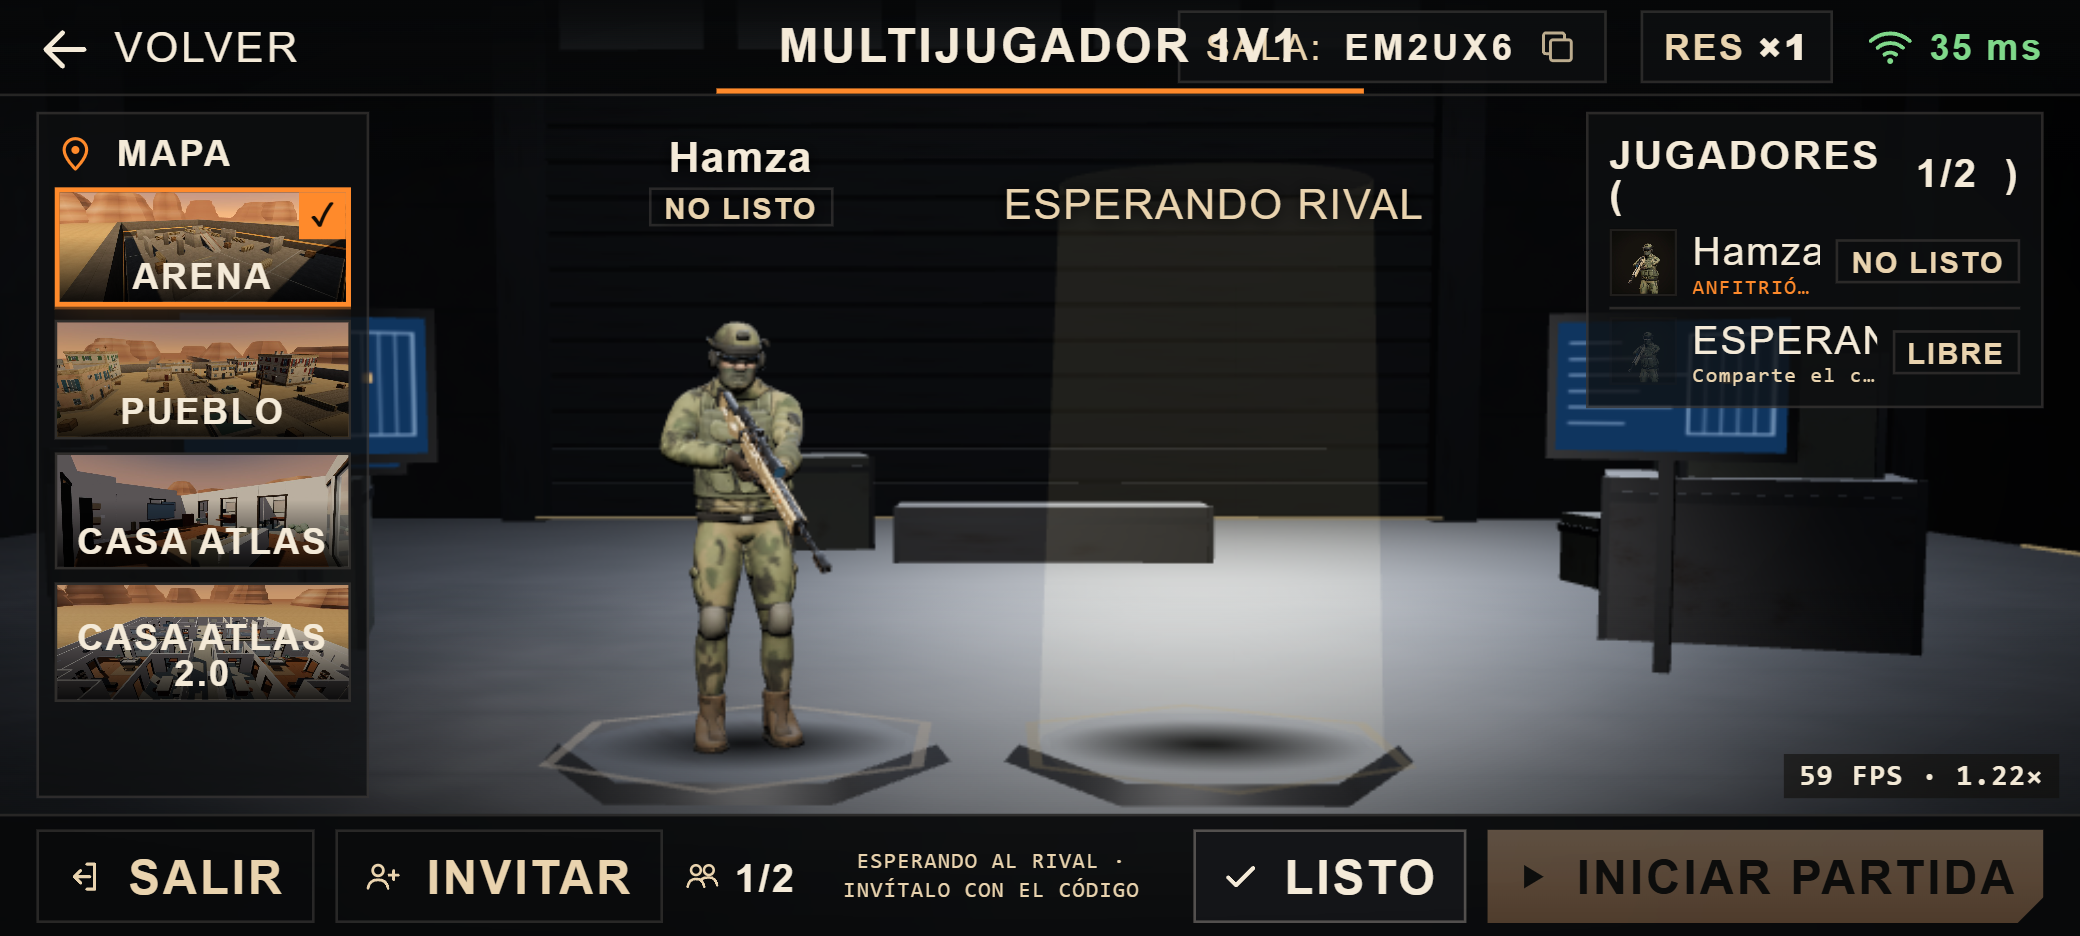 VOLVER
MULTIJUGADOR 1V1
SALA: EM2UX6
RES ×1
35 ms
MAPA
ARENA
PUEBLO
CASA ATLAS
CASA ATLAS
2.0
Hamza
NO LISTO
ESPERANDO RIVAL
JUGADORES
( 1/2 )
Hamza
NO LISTO
ANFITRIÓ…
ESPERAN
LIBRE
Comparte el c…
59 FPS · 1.22×
SALIR
INVITAR
1/2
ESPERANDO AL RIVAL ·
INVÍTALO CON EL CÓDIGO
LISTO
INICIAR PARTIDA